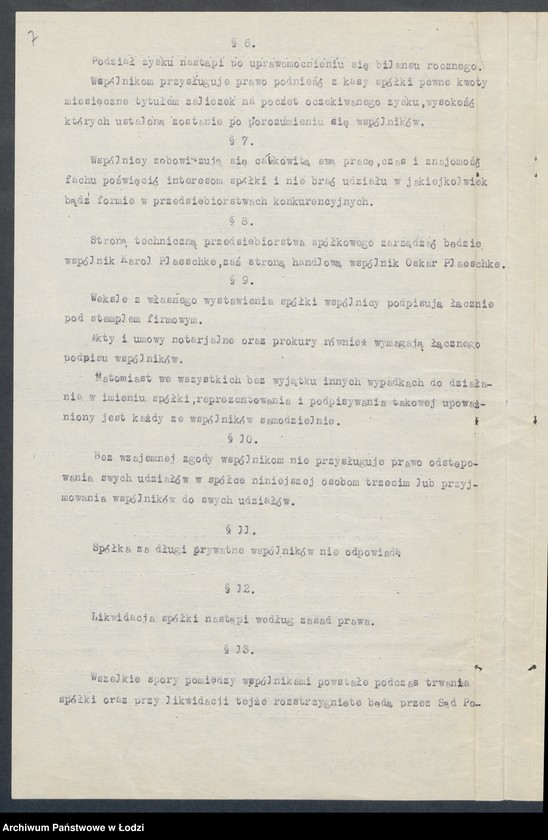 7
§ 6.
Podział zysku nastąpi po uprawomocnieniu się bilansu rocznego.
Wspólnikom przysługuje prawo podnieść z kasy spółki pewne kwoty
miesięczne tytułem zaliczek na poczet oczekiwanego zysku,wysokość
których ustaloną zostanie po porozumieniu się wspólników.
§ 7.
Wspólnicy zobowiązują się całkowitą swą pracę,czas i znajomość
fachu poświęcić interesom spółki i nie brać udziału w jakiejkolwiek
bądź formie w przedsiębiorstwach konkurencyjnych.
§ 8.
Stroną techniczną przedsiębiorstwa spółkowego zarządzać będzie
wspólnik Karol Plaeschke,zaś stroną handlową wspólnik Oskar Plaeschke.
§ 9.
Weksle z własnego wystawienia spółki wspólnicy podpisują łącznie
pod stemplem firmowym.
Akty i umowy notarjalne oraz prokury również wymagają łącznego
podpisu wspólników.
Natomiast we wszystkich bez wyjątku innych wypadkach do działa-
nia w imieniu spółki,reprezentowania i podpisywania takowej upoważ-
niony jest każdy ze wspólników samodzielnie.
§ 10.
Bez wzajemnej zgody wspólnikom nie przysługuje prawo odstępo-
wania swych udziałów w spółce niniejszej osobom trzecim lub przyj-
mowania wspólników do swych udziałów.
§ 11.
Spółka za długi prywatne wspólników nie odpowiada
§ 12.
Likwidacja spółki nastąpi według zasad prawa.
§ 13.
Wszelkie spory pomiędzy wspólnikami powstałe podczas trwania
spółki oraz przy likwidacji tejże rozstrzygnięte będą przez Sąd Po-
Archiwum Państwowe w Łodzi